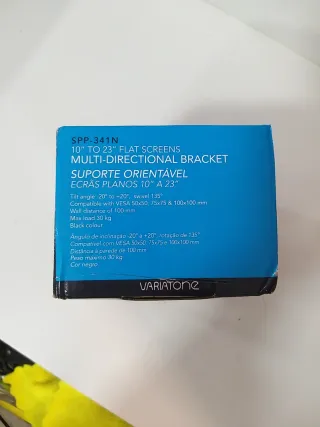 SPP-341N
10" TO 23" FLAT SCREENS
MULTI-DIRECTIONAL BRACKET
SUPORTE ORIENTÁVEL
ECRÃS PLANOS 10" A 23"
Tilt angle -20° to +20°, swivel 135°
Compatible with VESA 50x50, 75x75 & 100x100 mm
Wall distance of 100 mm
Max load 30 kg
Black colour
Ângulo de inclinação -20° a +20°, rotação de 135°
Compatível com VESA 50x50, 75x75 e 100x100 mm
Distância à parede de 100 mm
Peso máximo 30 kg
Cor negro
VARIATONE